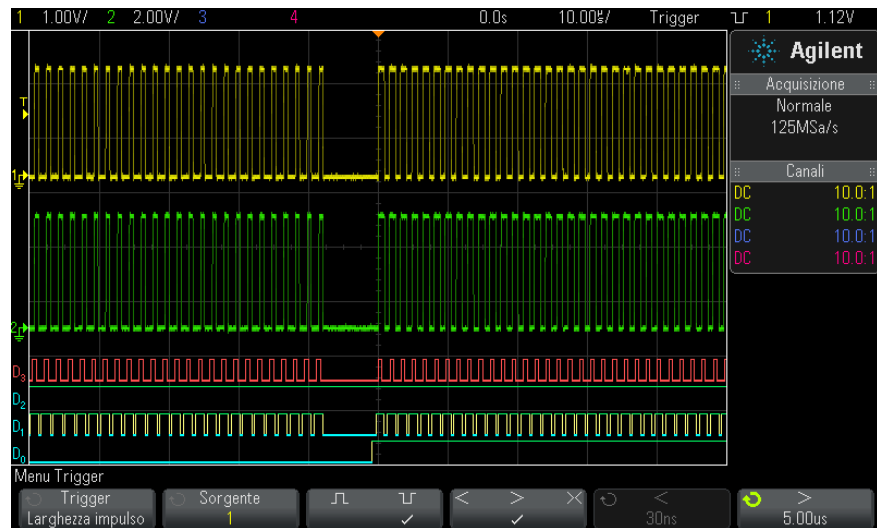 1 1.00V/ 2 2.00V/ 3 4 0.0s 10.00㎲/ Trigger 1 1.12V
Agilent
Acquisizione
Normale
125MSa/s
Canali
DC 10.0:1
DC 10.0:1
DC 10.0:1
DC 10.0:1
T
1
2
D3
D2
D1
D0
Menu Trigger
Trigger
Larghezza impulso
Sorgente
1
< > ><
<
30ns
>
5.00us